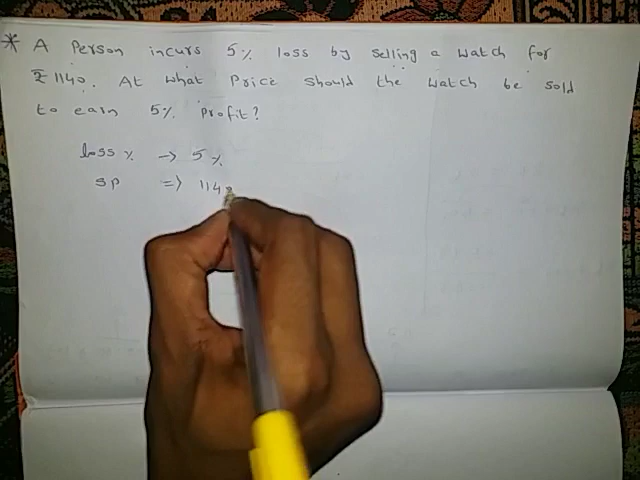 * A Person incurs 5% loss by selling a watch for
₹1140. At what Price should the watch be sold
to earn 5% Profit?
loss % → 5%
SP ⇒ 1140